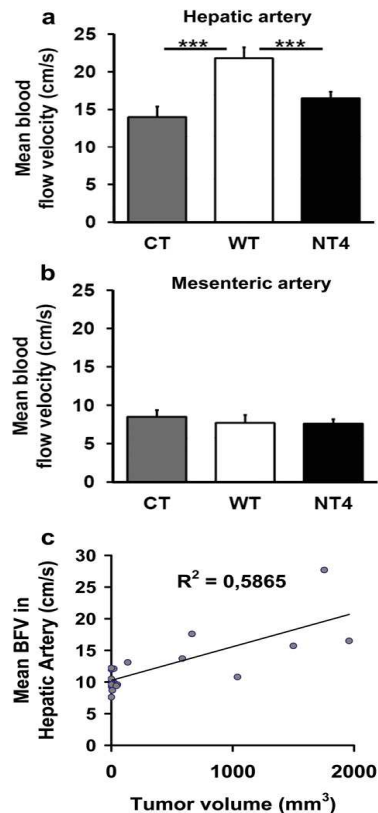 a
Hepatic artery
***
***
Mean blood
flow velocity (cm/s)
25
20
15
10
5
0
CT WT NT4
b
Mesenteric artery
Mean blood
flow velocity (cm/s)
25
20
15
10
5
0
CT WT NT4
c
Mean BFV in
Hepatic Artery (cm/s)
30
25
20
15
10
5
0
R² = 0,5865
0 1000 2000
Tumor volume (mm³)